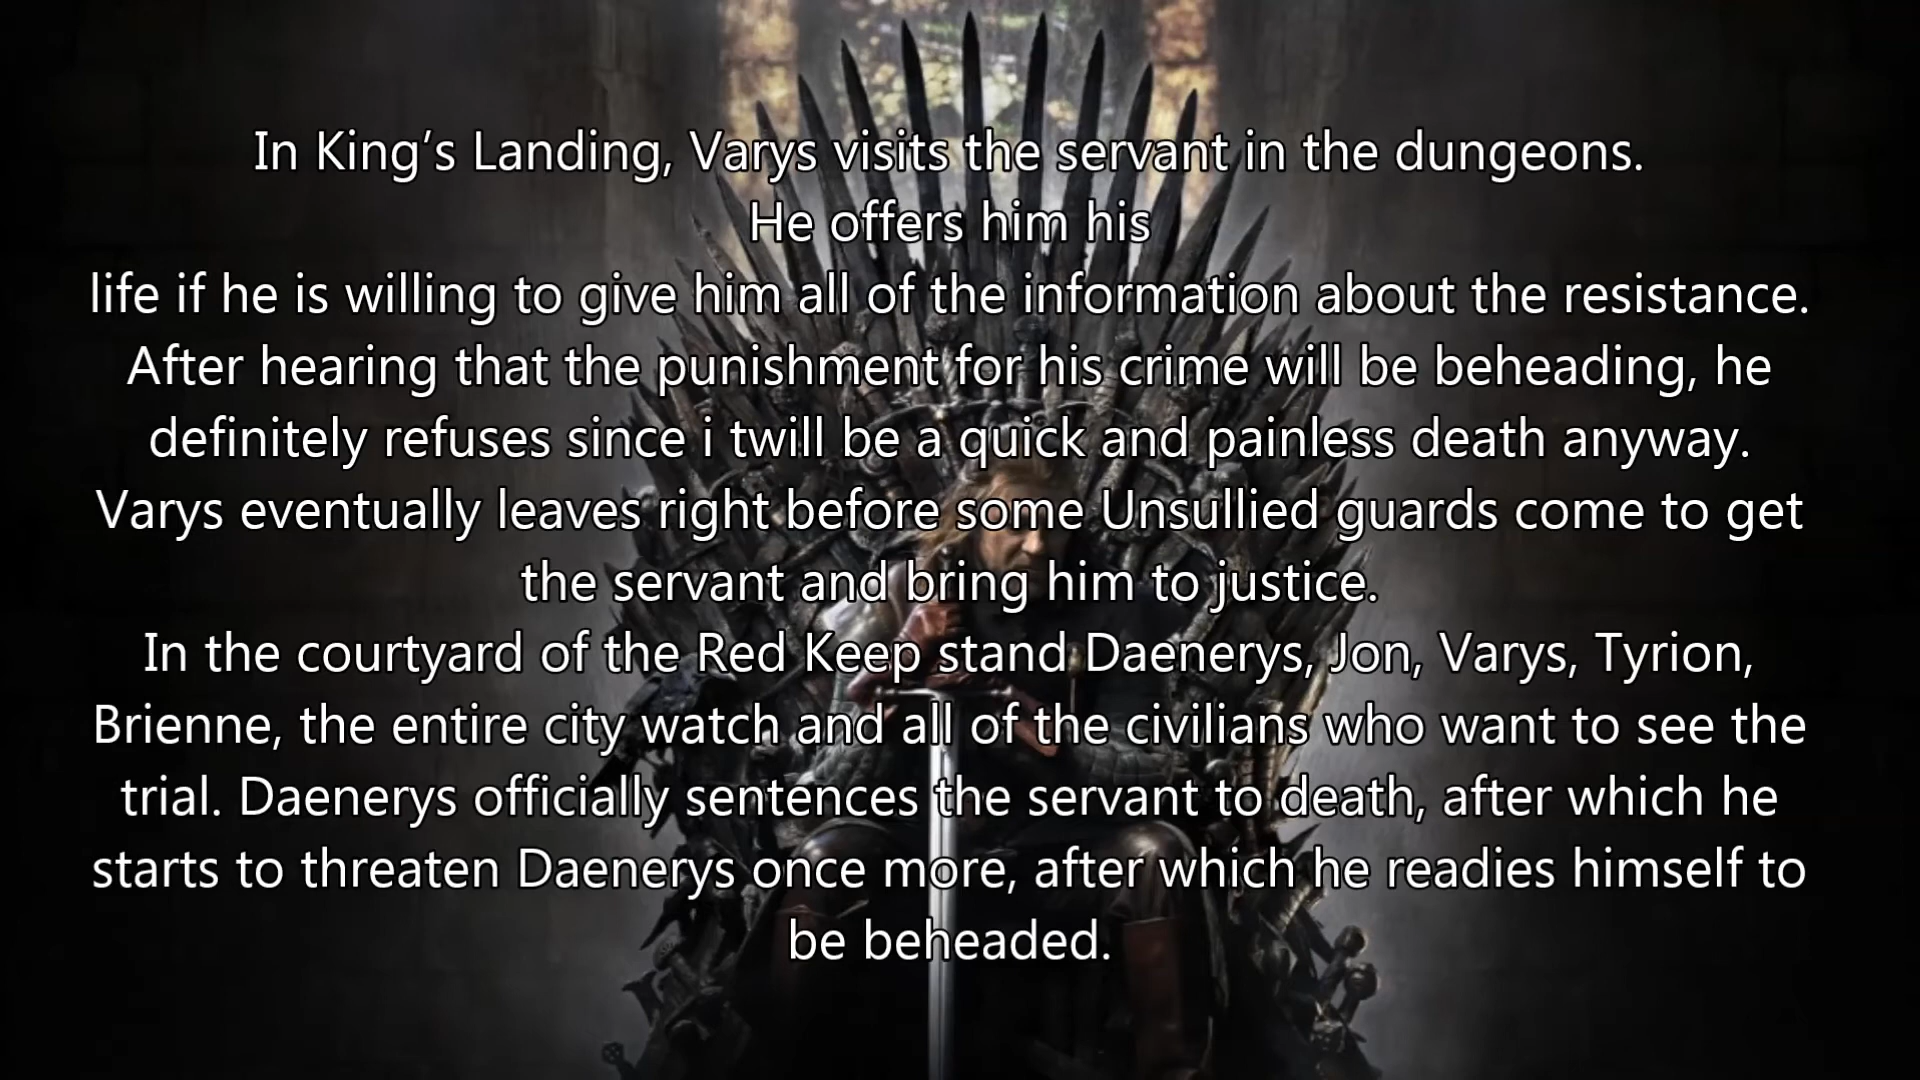 In King’s Landing, Varys visits the servant in the dungeons.
He offers him his
life if he is willing to give him all of the information about the resistance.
After hearing that the punishment for his crime will be beheading, he
definitely refuses since i twill be a quick and painless death anyway.
Varys eventually leaves right before some Unsullied guards come to get
the servant and bring him to justice.
In the courtyard of the Red Keep stand Daenerys, Jon, Varys, Tyrion,
Brienne, the entire city watch and all of the civilians who want to see the
trial. Daenerys officially sentences the servant to death, after which he
starts to threaten Daenerys once more, after which he readies himself to
be beheaded.